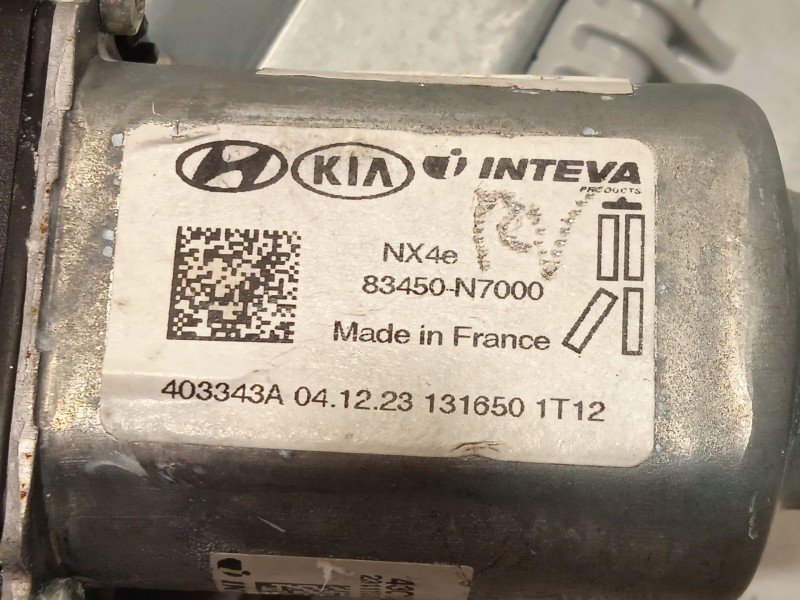 KIA INTEVA
PRODUCTS
NX4e
83450-N7000
Made in France
403343A 04.12.23 131650 1T12